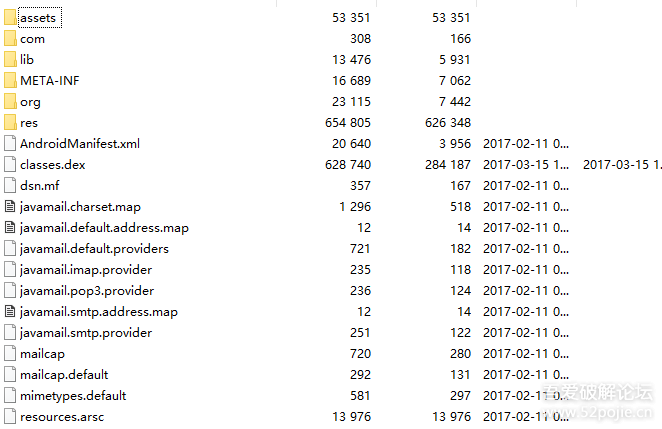 assets 53 351 53 351
com 308 166
lib 13 476 5 931
META-INF 16 689 7 062
org 23 115 7 442
res 654 805 626 348
AndroidManifest.xml 20 640 3 956 2017-02-11 0...
classes.dex 628 740 284 187 2017-03-15 1... 2017-03-15 1.
dsn.mf 357 167 2017-02-11 0...
javamail.charset.map 1 296 518 2017-02-11 0...
javamail.default.address.map 12 14 2017-02-11 0...
javamail.default.providers 721 182 2017-02-11 0...
javamail.imap.provider 235 118 2017-02-11 0...
javamail.pop3.provider 236 124 2017-02-11 0...
javamail.smtp.address.map 12 14 2017-02-11 0...
javamail.smtp.provider 251 122 2017-02-11 0...
mailcap 720 280 2017-02-11 0...
mailcap.default 292 131 2017-02-11 0...
mimetypes.default 581 297 2017-02-11 0...
resources.arsc 13 976 13 976 2017-02-11 0...
吾爱破解论坛
www.52pojie.cn